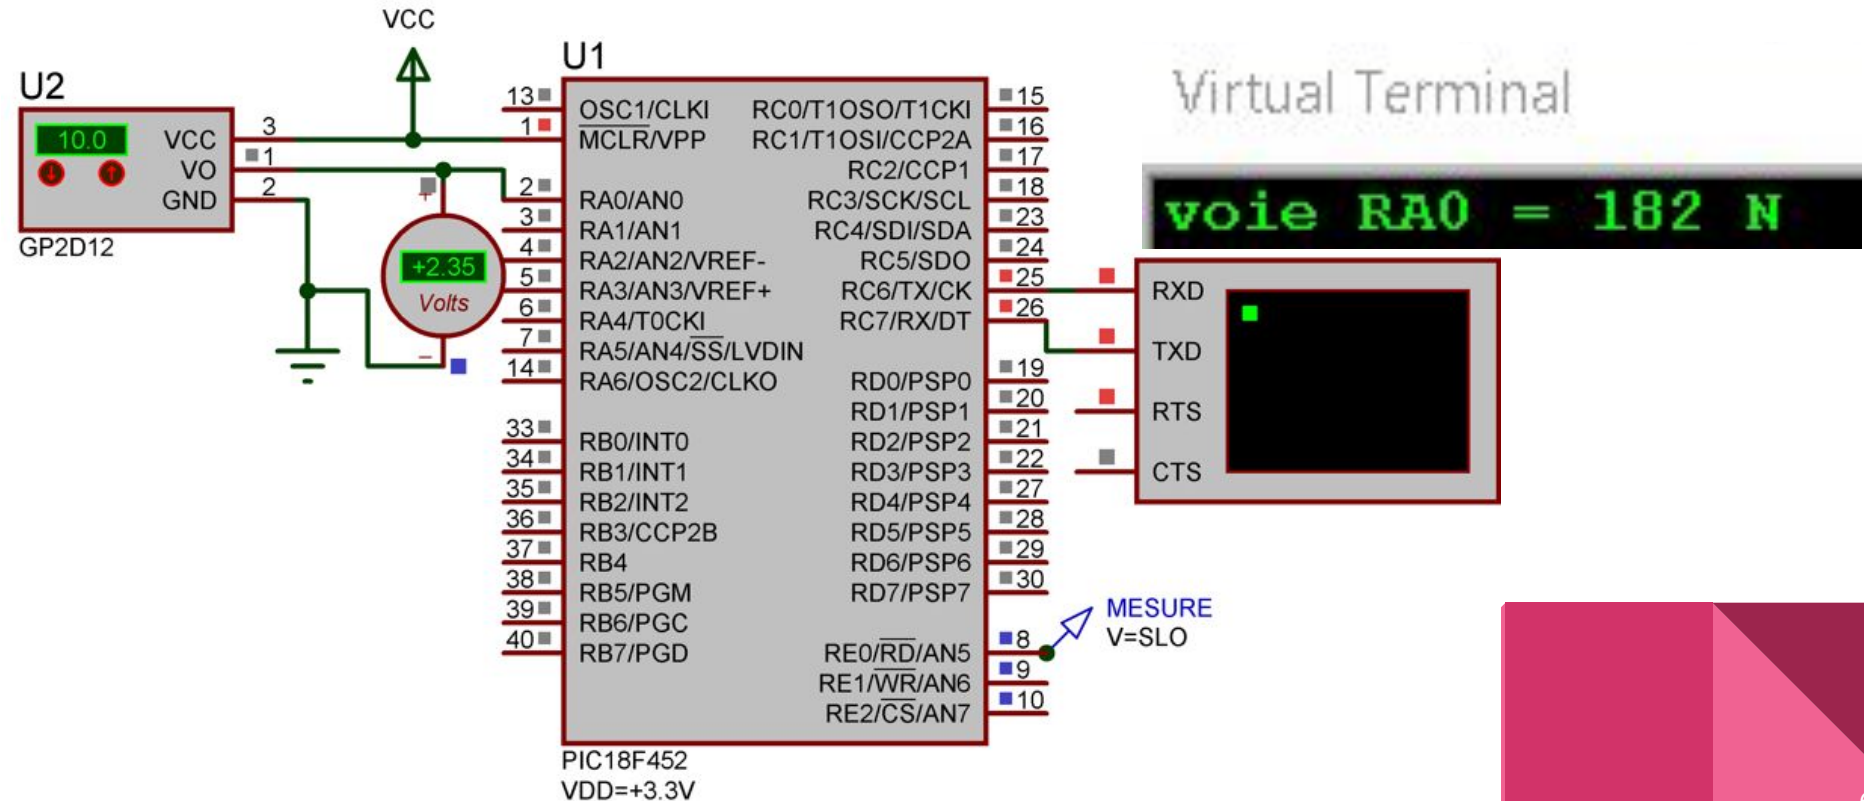 VCC
U2
10.0
VCC
VO
GND
3
1
2
GP2D12
+
+2.35
Volts
−
U1
13
1
2
3
4
5
6
7
14
33
34
35
36
37
38
39
40
OSC1/CLKI
MCLR/VPP
RA0/AN0
RA1/AN1
RA2/AN2/VREF-
RA3/AN3/VREF+
RA4/T0CKI
RA5/AN4/SS/LVDIN
RA6/OSC2/CLKO
RB0/INT0
RB1/INT1
RB2/INT2
RB3/CCP2B
RB4
RB5/PGM
RB6/PGC
RB7/PGD
RC0/T1OSO/T1CKI
RC1/T1OSI/CCP2A
RC2/CCP1
RC3/SCK/SCL
RC4/SDI/SDA
RC5/SDO
RC6/TX/CK
RC7/RX/DT
RD0/PSP0
RD1/PSP1
RD2/PSP2
RD3/PSP3
RD4/PSP4
RD5/PSP5
RD6/PSP6
RD7/PSP7
RE0/RD/AN5
RE1/WR/AN6
RE2/CS/AN7
15
16
17
18
23
24
25
26
19
20
21
22
27
28
29
30
8
9
10
PIC18F452
VDD=+3.3V
Virtual Terminal
voie RA0 = 182 N
RXD
TXD
RTS
CTS
MESURE
V=SLO